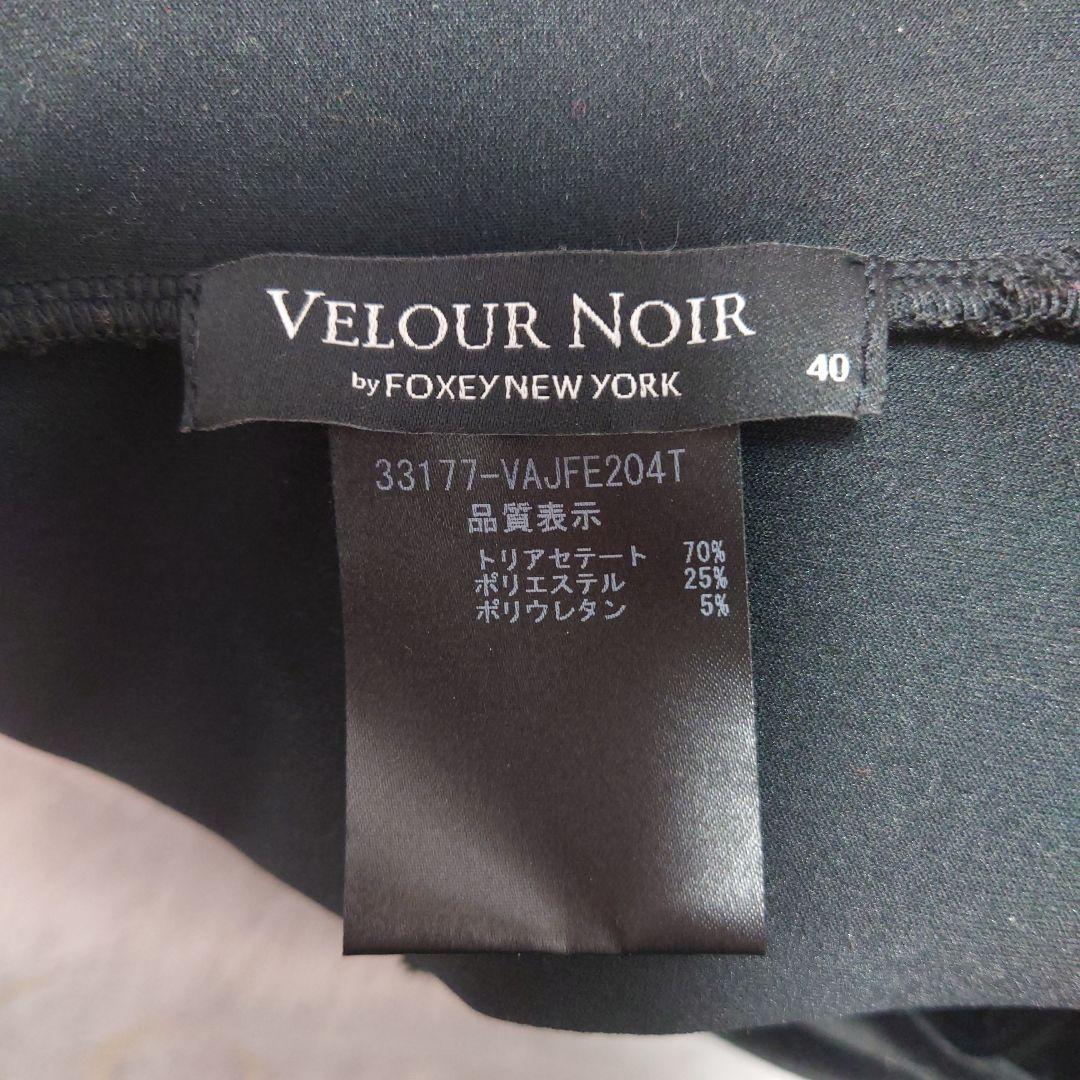 VELOUR NOIR
by FOXEY NEW YORK
40
33177-VAJFE204T
品質表示
トリアセテート 70%
ポリエステル 25%
ポリウレタン 5%